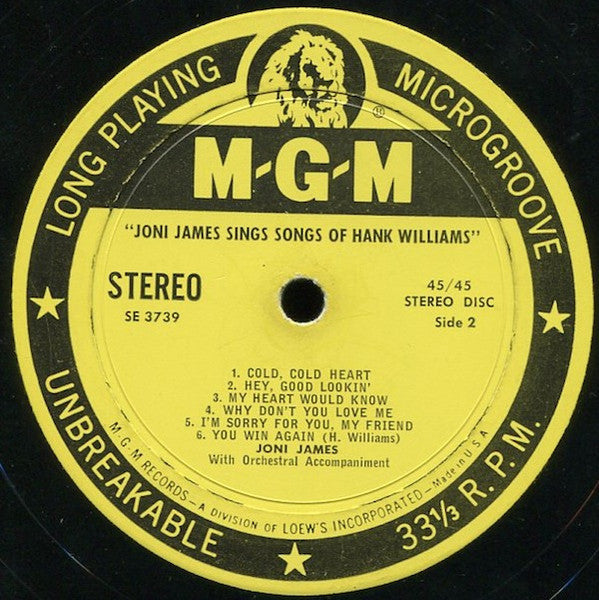 LONG PLAYING
MICROGROOVE
M-G-M
"JONI JAMES SINGS SONGS OF HANK WILLIAMS"
STEREO
SE 3739
45/45
STEREO DISC
Side 2
1. COLD, COLD HEART
2. HEY, GOOD LOOKIN'
3. MY HEART WOULD KNOW
4. WHY DON'T YOU LOVE ME
5. I'M SORRY FOR YOU, MY FRIEND
6. YOU WIN AGAIN (H. Williams)
JONI JAMES
With Orchestral Accompaniment
M-G-M RECORDS – A DIVISION OF LOEW'S INCORPORATED – Made in U.S.A
UNBREAKABLE
33⅓ R.P.M.